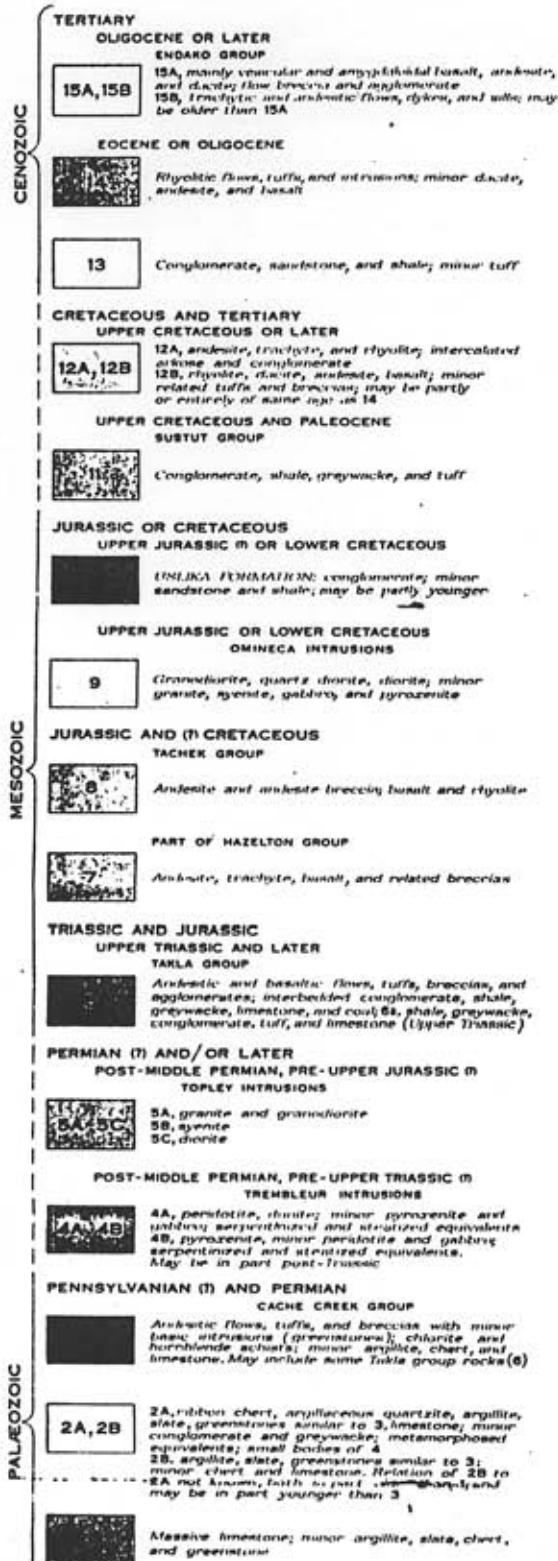 TERTIARY
OLIGOCENE OR LATER
ENDAKO GROUP
15A, 15B
15A, mainly vesicular and amygdaloidal basalt, andesite,
and dacite; flow breccia and agglomerate
15B, trachytic and andesitic flows, dykes, and sills; may
be older than 15A
EOCENE OR OLIGOCENE
Rhyolitic flows, tuffs, and intrusions; minor dacite,
andesite, and basalt
CENOZOIC
13
Conglomerate, sandstone, and shale; minor tuff
CRETACEOUS AND TERTIARY
UPPER CRETACEOUS OR LATER
12A, 12B
12A, andesite, trachyte, and rhyolite; intercalated
arkose and conglomerate
12B, rhyolite, dacite, andesite, basalt; minor
related tuffs and breccias; may be partly
or entirely of same age as 14
UPPER CRETACEOUS AND PALEOCENE
SUSTUT GROUP
11
Conglomerate, shale, greywacke, and tuff
JURASSIC OR CRETACEOUS
UPPER JURASSIC (?) OR LOWER CRETACEOUS
USLIKA FORMATION: conglomerate; minor
sandstone and shale; may be partly younger
UPPER JURASSIC OR LOWER CRETACEOUS
OMINECA INTRUSIONS
9
Granodiorite, quartz diorite, diorite; minor
granite, syenite, gabbro, and pyroxenite
MESOZOIC
JURASSIC AND (?) CRETACEOUS
TACHEK GROUP
8
Andesite and andesite breccia; basalt and rhyolite
PART OF HAZELTON GROUP
7
Andesite, trachyte, basalt, and related breccias
TRIASSIC AND JURASSIC
UPPER TRIASSIC AND LATER
TAKLA GROUP
Andesitic and basaltic flows, tuffs, breccias, and
agglomerates; interbedded conglomerate, shale,
greywacke, limestone, and coal; 6a, shale, greywacke,
conglomerate, tuff, and limestone (Upper Triassic)
PERMIAN (?) AND/OR LATER
POST-MIDDLE PERMIAN, PRE-UPPER JURASSIC (?)
TOPLEY INTRUSIONS
5A-5C
5A, granite and granodiorite
5B, syenite
5C, diorite
POST-MIDDLE PERMIAN, PRE-UPPER TRIASSIC (?)
TREMBLEUR INTRUSIONS
4A, 4B
4A, peridotite, dunite; minor pyroxenite and
gabbro; serpentinized and steatized equivalents
4B, pyroxenite, minor peridotite and gabbro;
serpentinized and steatized equivalents.
May be in part post-Triassic
PENNSYLVANIAN (?) AND PERMIAN
CACHE CREEK GROUP
Andesitic flows, tuffs, and breccias with minor
basic intrusions (greenstones); chlorite and
hornblende schists; minor argillite, chert, and
limestone. May include some Takla group rocks (6)
PALÆOZOIC
2A, 2B
2A, ribbon chert, argillaceous quartzite, argillite,
slate, greenstones similar to 3, limestone; minor
conglomerate and greywacke; metamorphosed
equivalents; small bodies of 4
2B, argillite, slate, greenstones similar to 3;
minor chert and limestone. Relation of 2B to
2A not known, both in part and
may be in part younger than 3
Massive limestone; minor argillite, slate, chert,
and greenstone